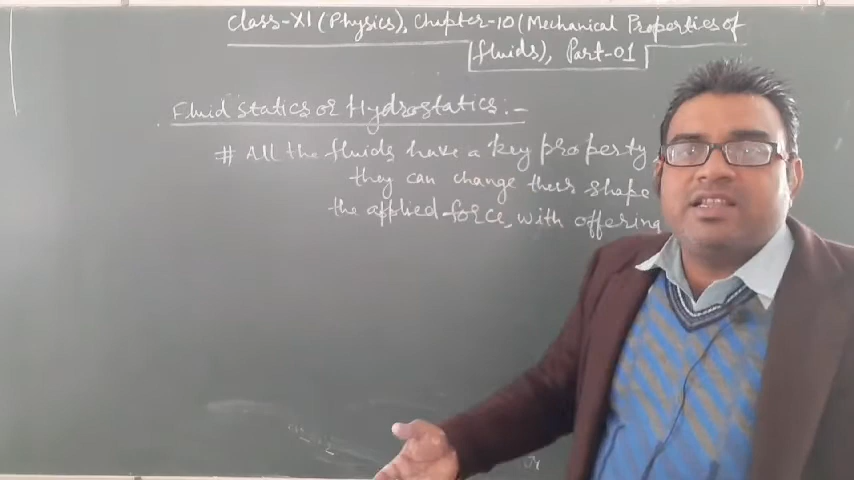 Class-XI (Physics), Chapter-10 (Mechanical Properties of
fluids), Part-01
Fluid statics or Hydrostatics:-
# All the fluids have a key property
they can change their shape
the applied force, with offering